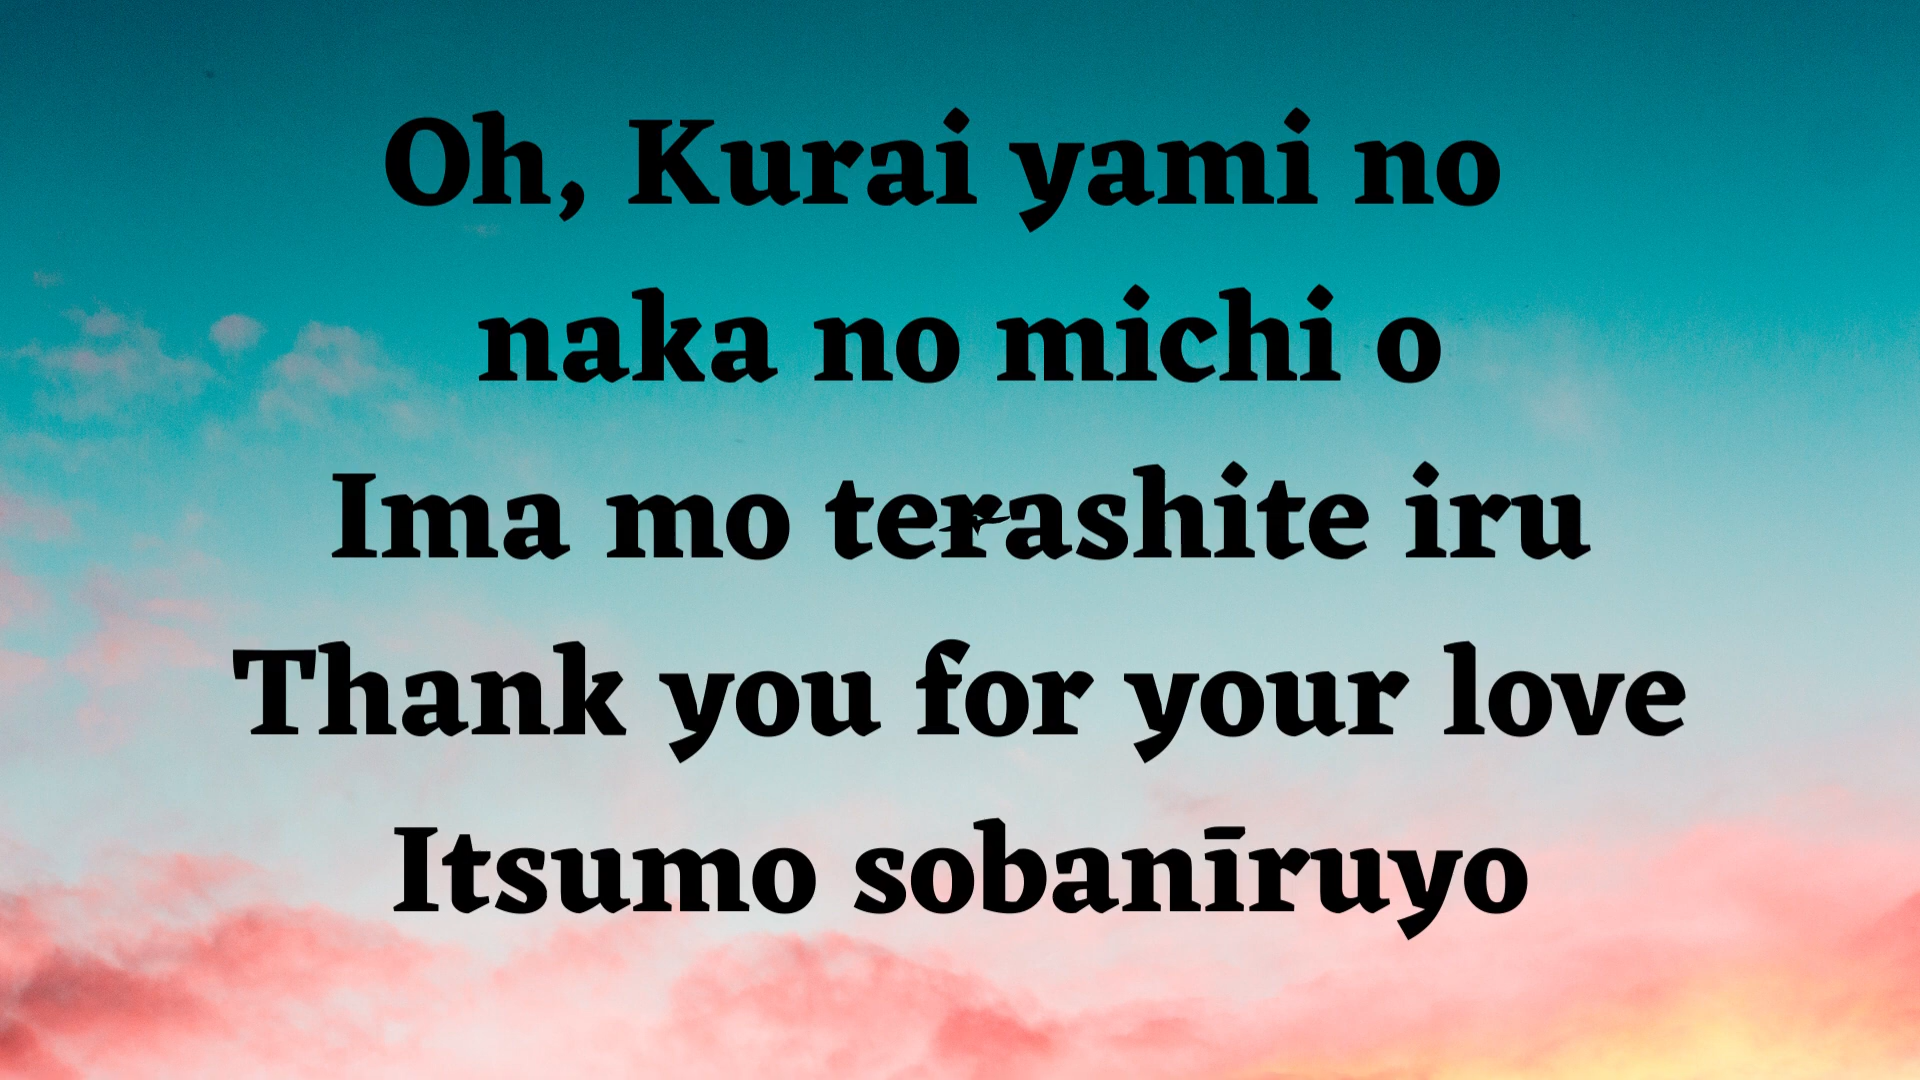 Oh, Kurai yami no
naka no michi o
Ima mo terashite iru
Thank you for your love
Itsumo sobanīruyo